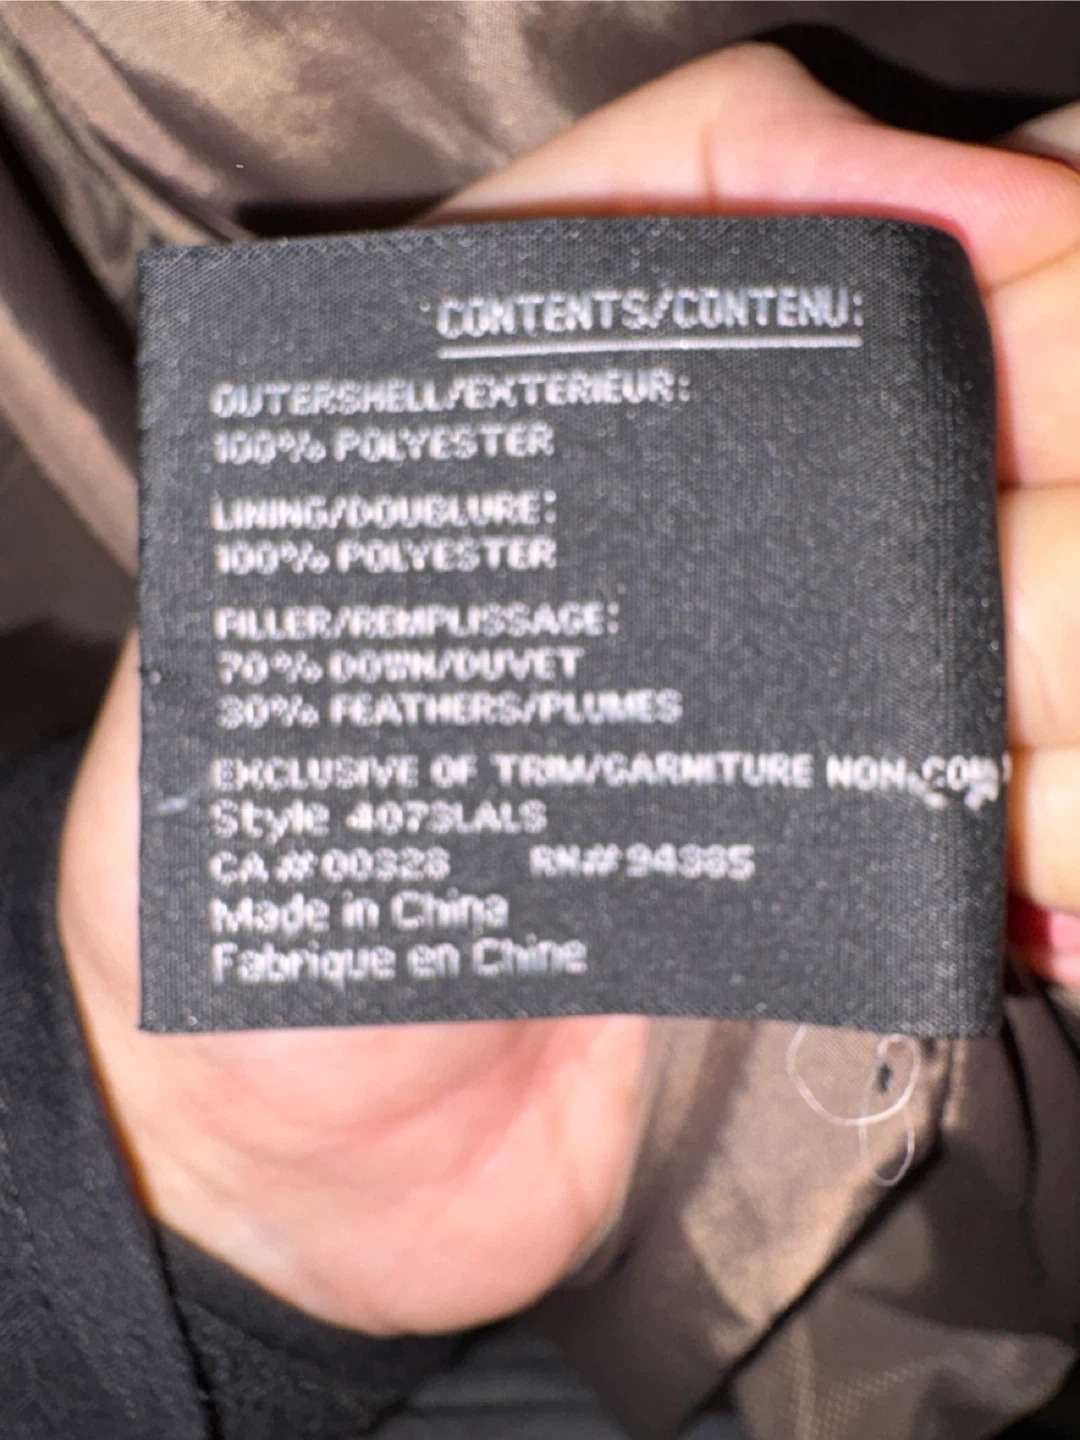 CONTENTS/CONTENU:
OUTERSHELL/EXTERIEUR:
100% POLYESTER
LINING/DOUBLURE:
100% POLYESTER
FILLER/REMPLISSAGE:
70% DOWN/DUVET
30% FEATHERS/PLUMES
EXCLUSIVE OF TRIM/GARNITURE NON
Style 4073LALS
CA# 00328 RN# 94385
Made in China
Fabrique en Chine